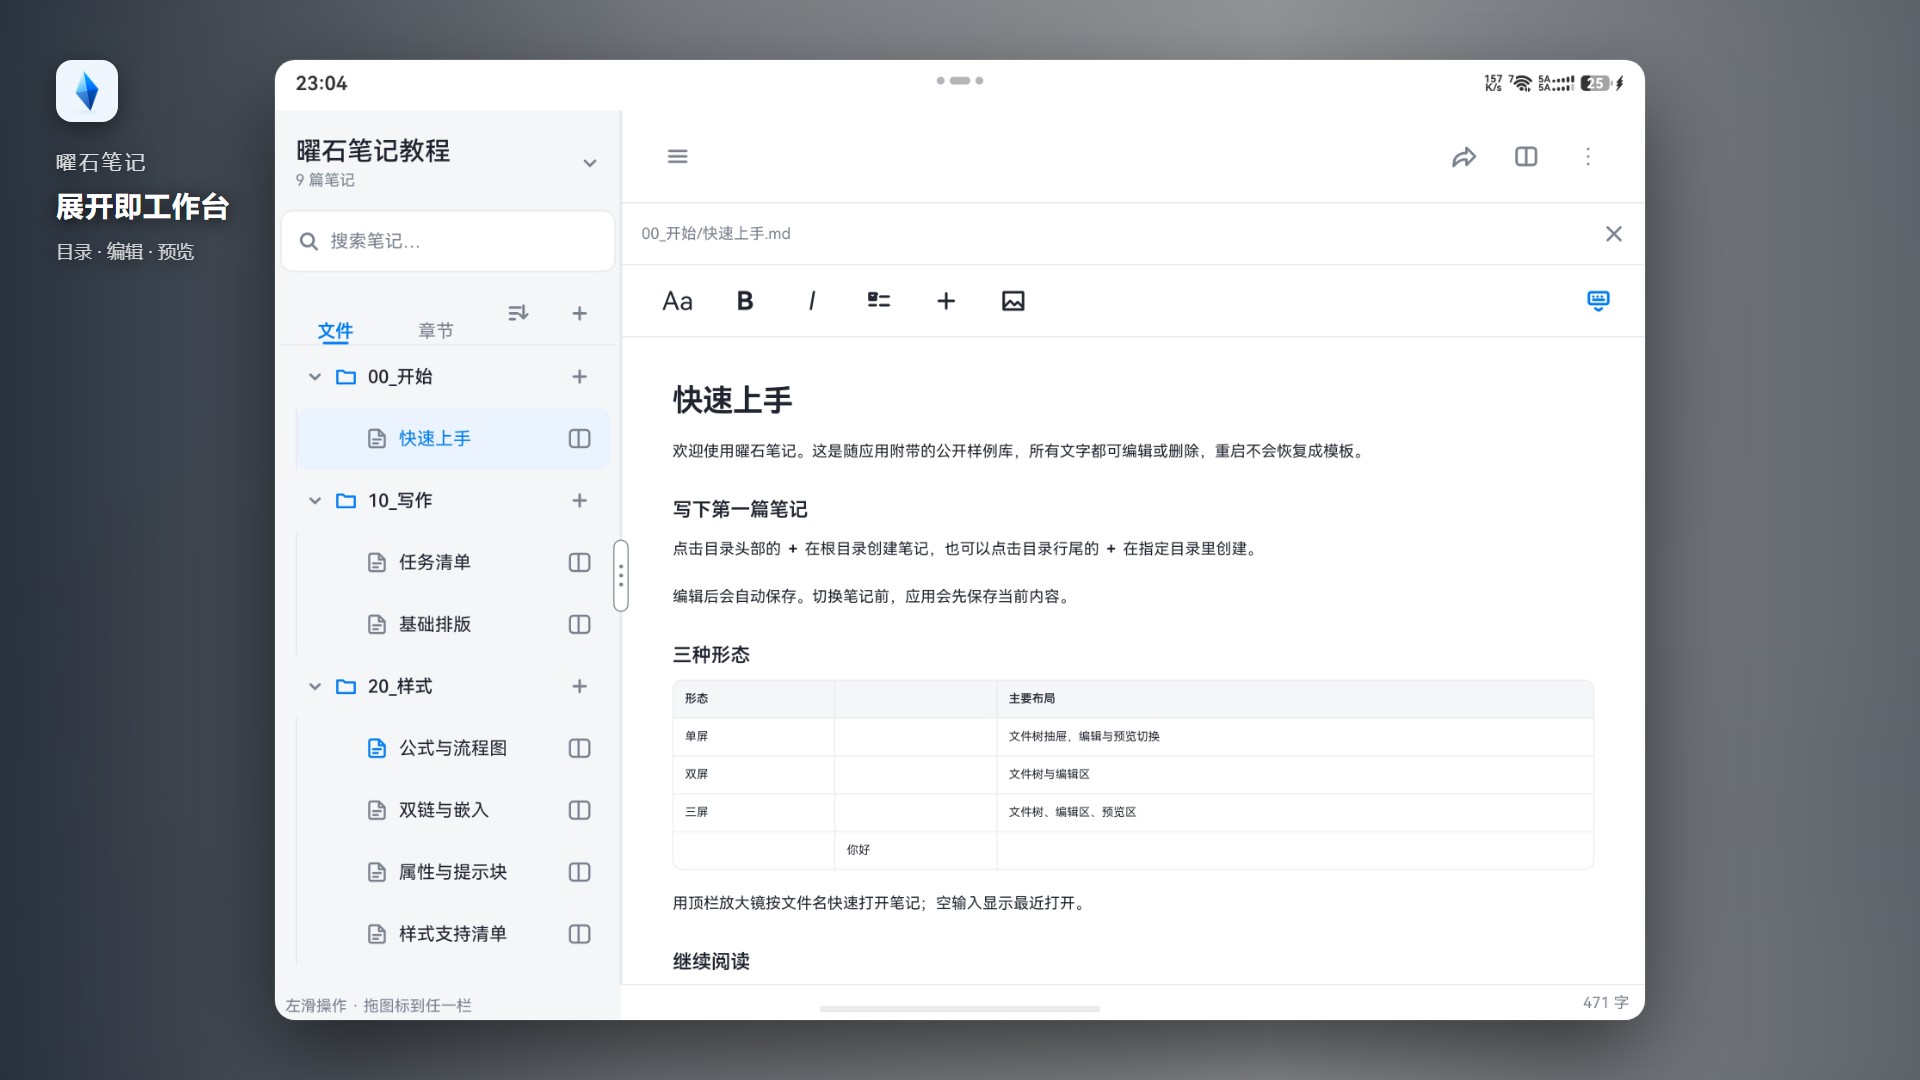 曜石笔记
展开即工作台
目录 · 编辑 · 预览
23:04
157 K/s 7 5A 5A 25
曜石笔记教程
9 篇笔记
搜索笔记…
文件 章节
00_开始
快速上手
10_写作
任务清单
基础排版
20_样式
公式与流程图
双链与嵌入
属性与提示块
样式支持清单
左滑操作 · 拖图标到任一栏
00_开始/快速上手.md
Aa B I
快速上手
欢迎使用曜石笔记。这是随应用附带的公开样例库，所有文字都可编辑或删除，重启不会恢复成模板。
写下第一篇笔记
点击目录头部的 + 在根目录创建笔记，也可以点击目录行尾的 + 在指定目录里创建。
编辑后会自动保存。切换笔记前，应用会先保存当前内容。
三种形态
形态 主要布局
单屏 文件树抽屉，编辑与预览切换
双屏 文件树与编辑区
三屏 文件树、编辑区、预览区
你好
用顶栏放大镜按文件名快速打开笔记；空输入显示最近打开。
继续阅读
471 字